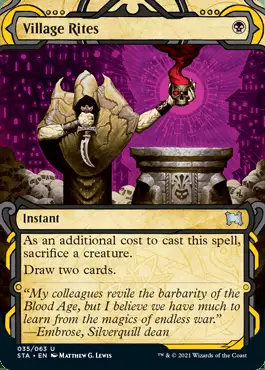 Village Rites
Instant
As an additional cost to cast this spell,
sacrifice a creature.
Draw two cards.
“My colleagues revile the barbarity of the
Blood Age, but I believe we have much to
learn from the magics of endless war.”
—Embrose, Silverquill dean
035/063 U
STA • EN Matthew G. Lewis
™ & © 2021 Wizards of the Coast